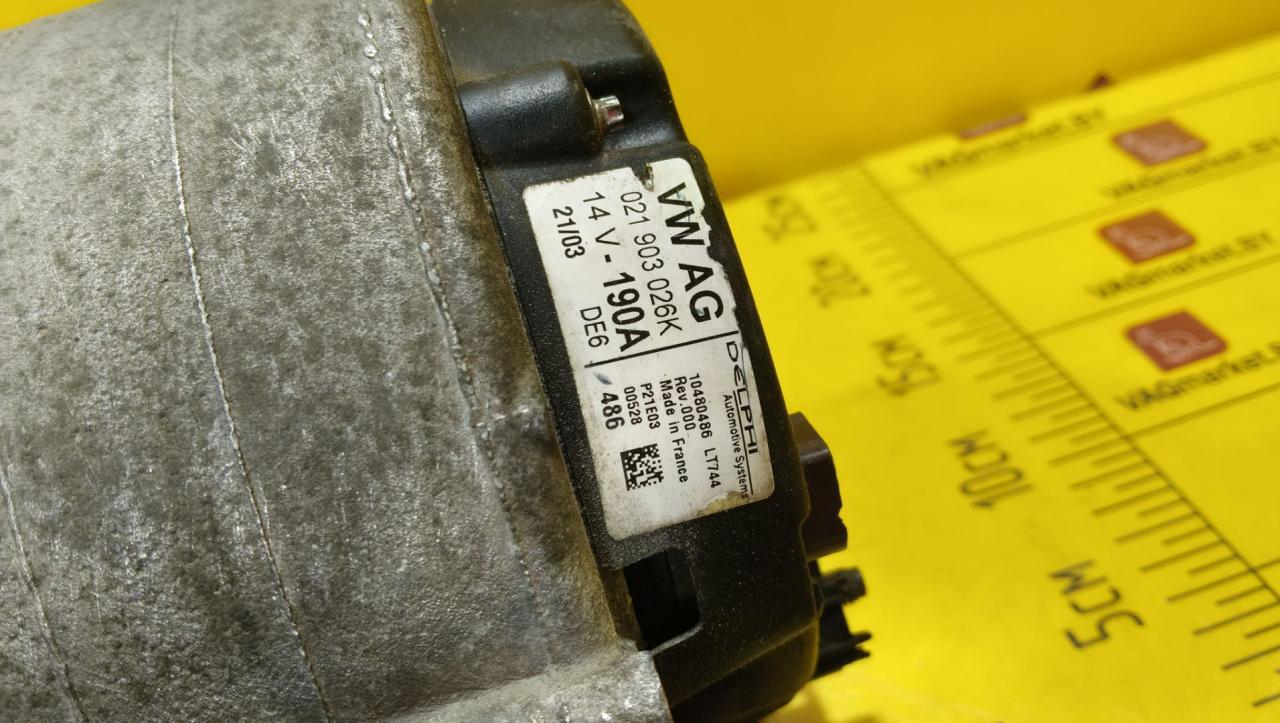 VW AG
021 903 026K
14 V - 190A
21/03 DE6
DELPHI
Automotive Systems
10480486 LT744
Rev.000
Made in France
P21E03
00528
486
VAGmarket.BY
VAGmarket.BY
VAGmarket.BY
VAGmarket.B
25CM
20CM
15CM
10CM
5CM